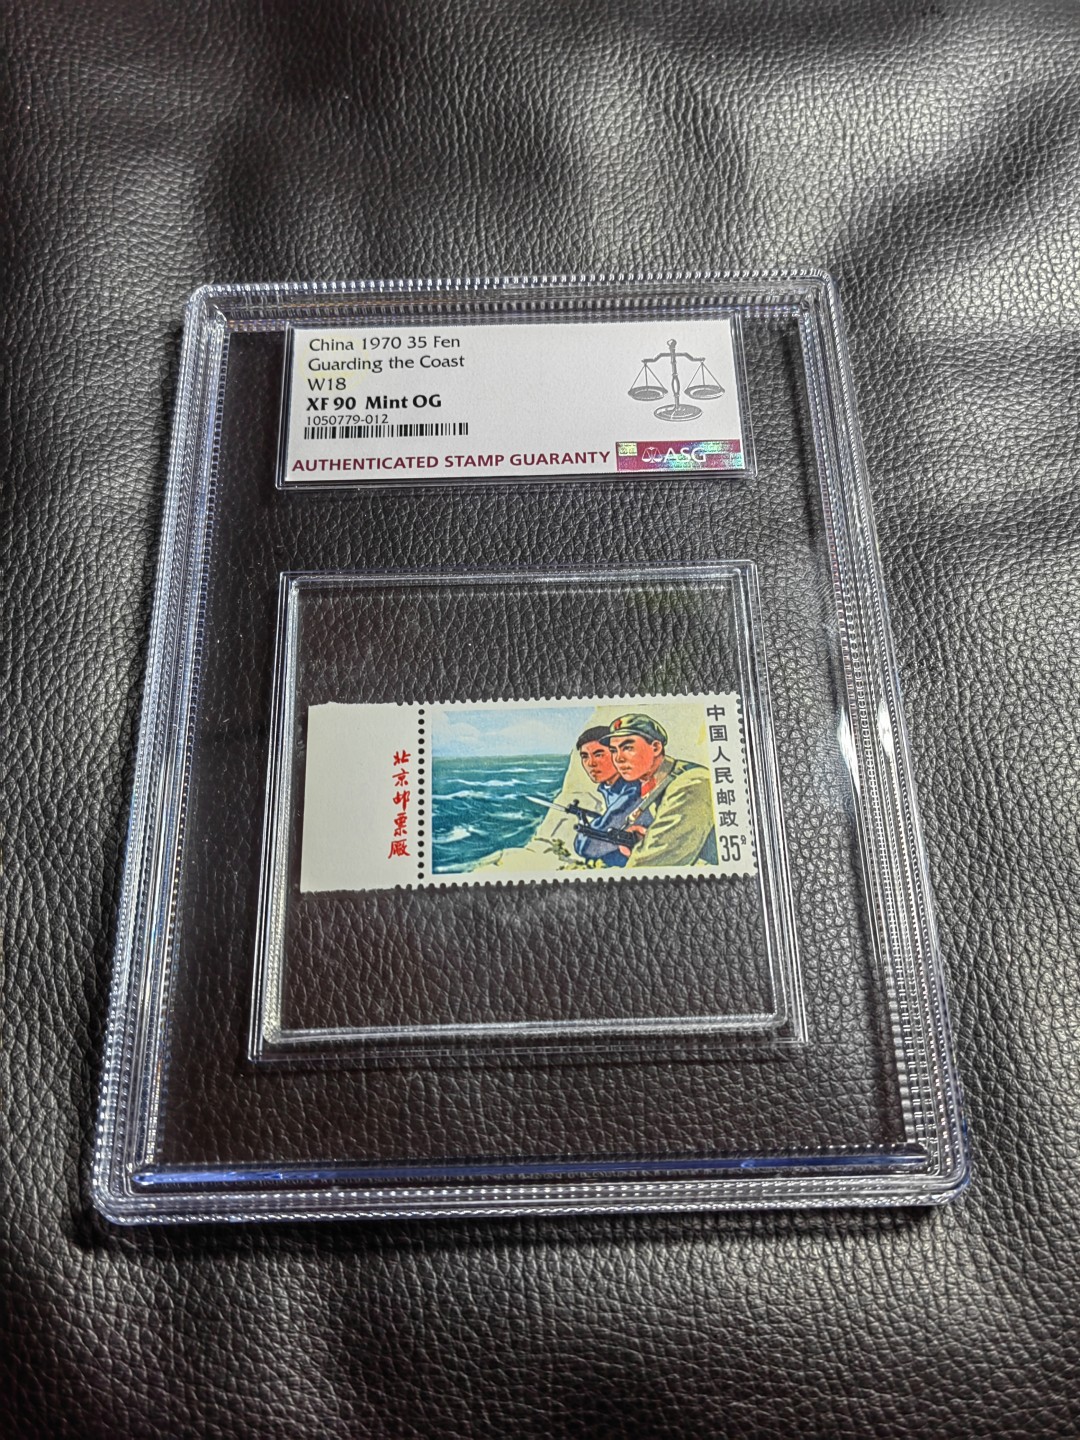 China 1970 35 Fen
Guarding the Coast
W18
XF 90 Mint OG
1050779-012
AUTHENTICATED STAMP GUARANTY
ASG
北京邮票厰
中国人民邮政
35分